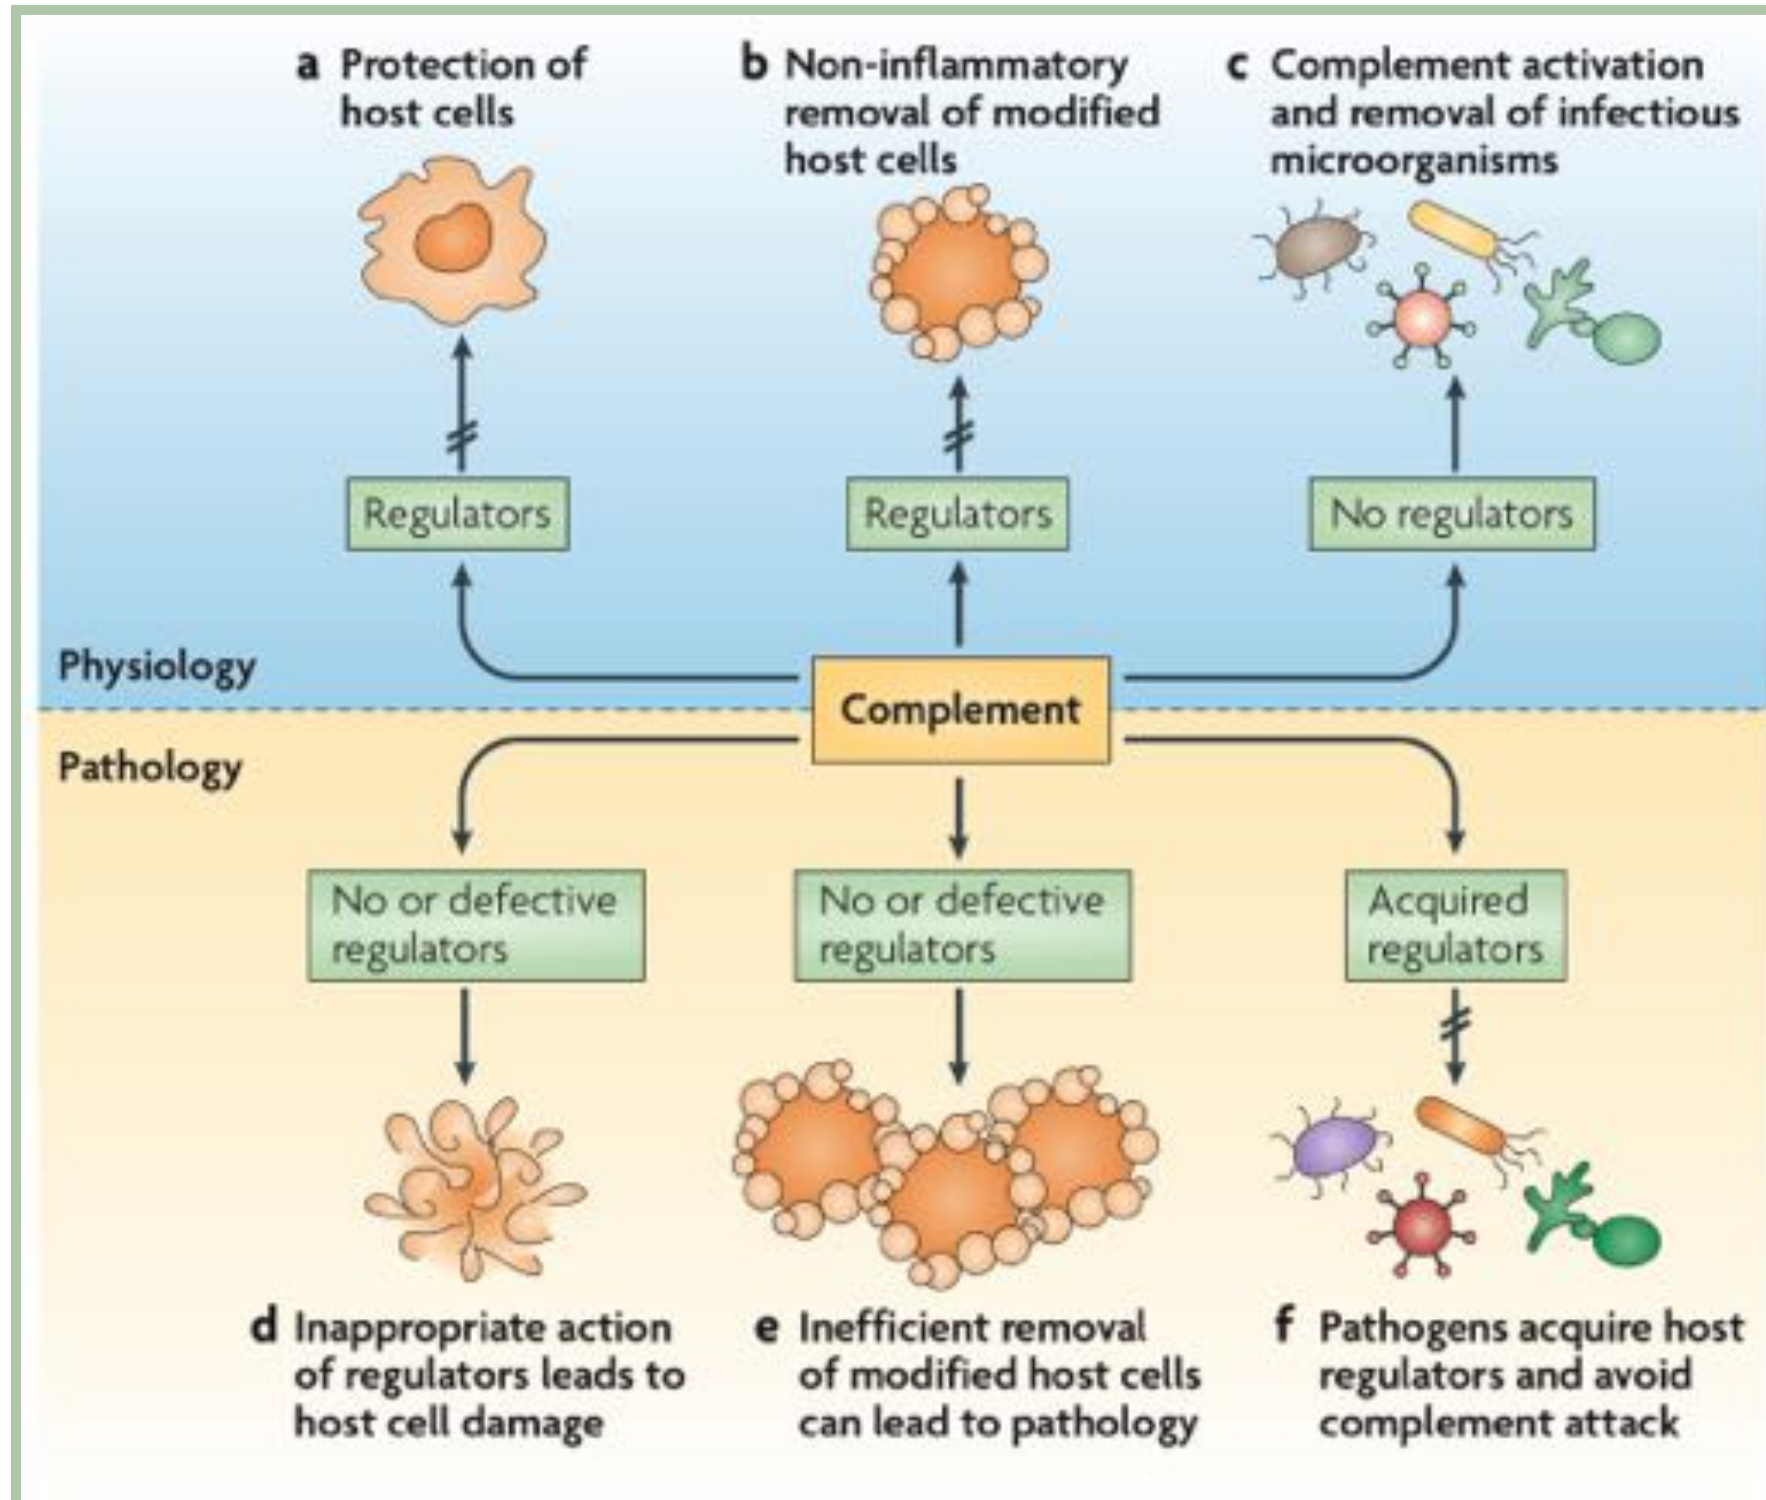 a Protection of
host cells
b Non-inflammatory
removal of modified
host cells
c Complement activation
and removal of infectious
microorganisms
Regulators
Regulators
No regulators
Physiology
Complement
Pathology
No or defective
regulators
No or defective
regulators
Acquired
regulators
d Inappropriate action
of regulators leads to
host cell damage
e Inefficient removal
of modified host cells
can lead to pathology
f Pathogens acquire host
regulators and avoid
complement attack